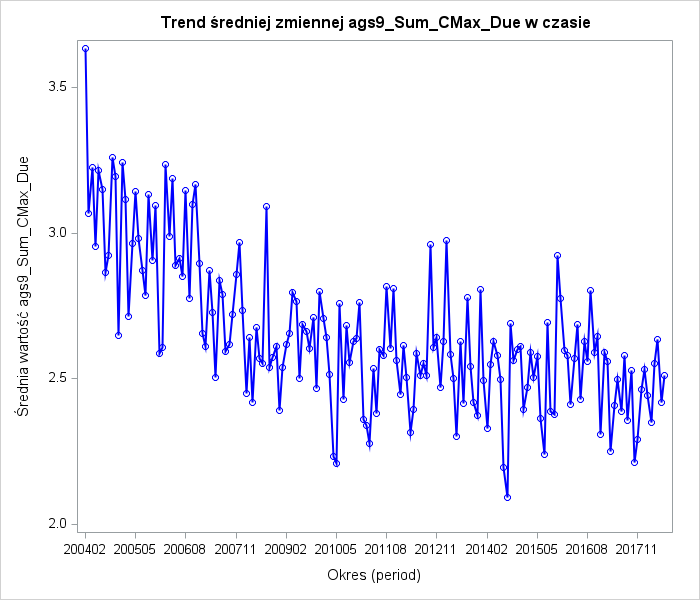 Trend średniej zmiennej ags9_Sum_CMax_Due w czasie
Średnia wartość ags9_Sum_CMax_Due
3.5
3.0
2.5
2.0
200402 200505 200608 200711 200902 201005 201108 201211 201402 201505 201608 201711
Okres (period)